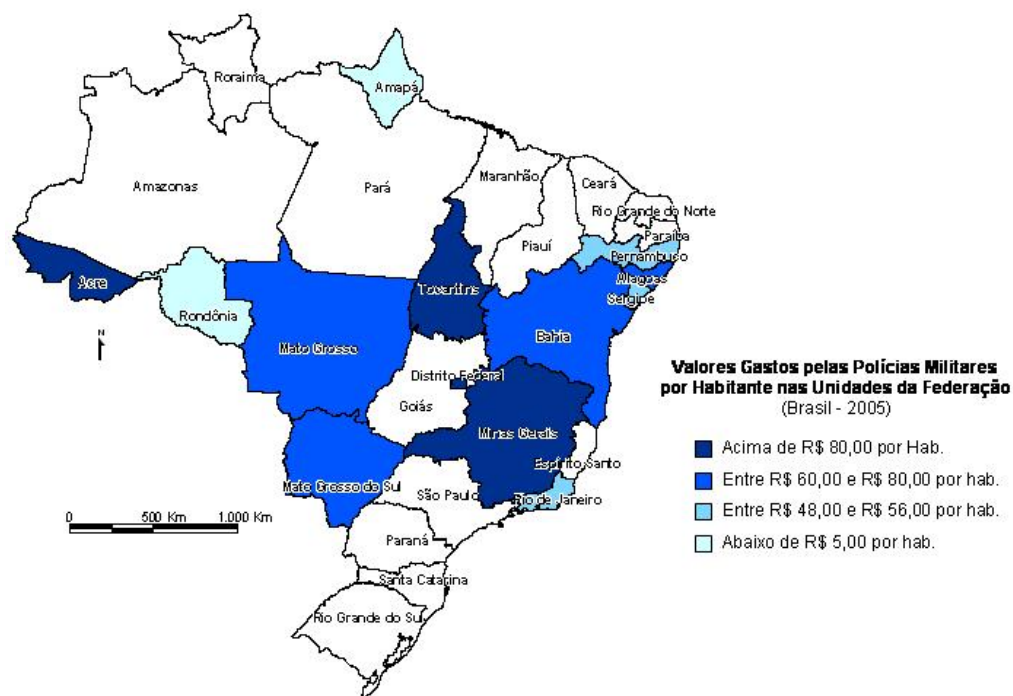 Roraima
Amapá
Amazonas
Pará
Maranhão
Ceará
Rio Grande do Norte
Paraíba
Piauí
Pernambuco
Acre
Tocantins
Alagoas
Sergipe
Rondônia
N
Bahia
Mato Grosso
Distrito Federal
Goiás
Minas Gerais
Espírito Santo
Mato Grosso do Sul
São Paulo
Rio de Janeiro
0 500 Km 1.000 Km
Paraná
Santa Catarina
Rio Grande do Sul
Valores Gastos pelas Polícias Militares
por Habitante nas Unidades da Federação
(Brasil - 2005)
Acima de R$ 80,00 por Hab.
Entre R$ 60,00 e R$ 80,00 por hab.
Entre R$ 48,00 e R$ 56,00 por hab.
Abaixo de R$ 5,00 por hab.